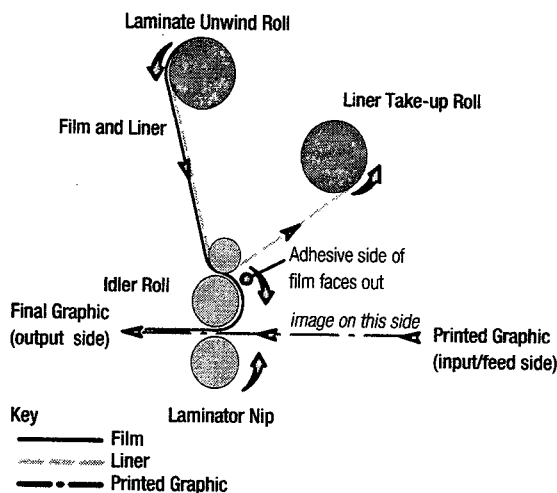 Laminate Unwind Roll
Liner Take-up Roll
Film and Liner
Adhesive side of
film faces out
Idler Roll
Final Graphic
(output side)
image on this side
Printed Graphic
(input/feed side)
Laminator Nip
Key
Film
Liner
Printed Graphic